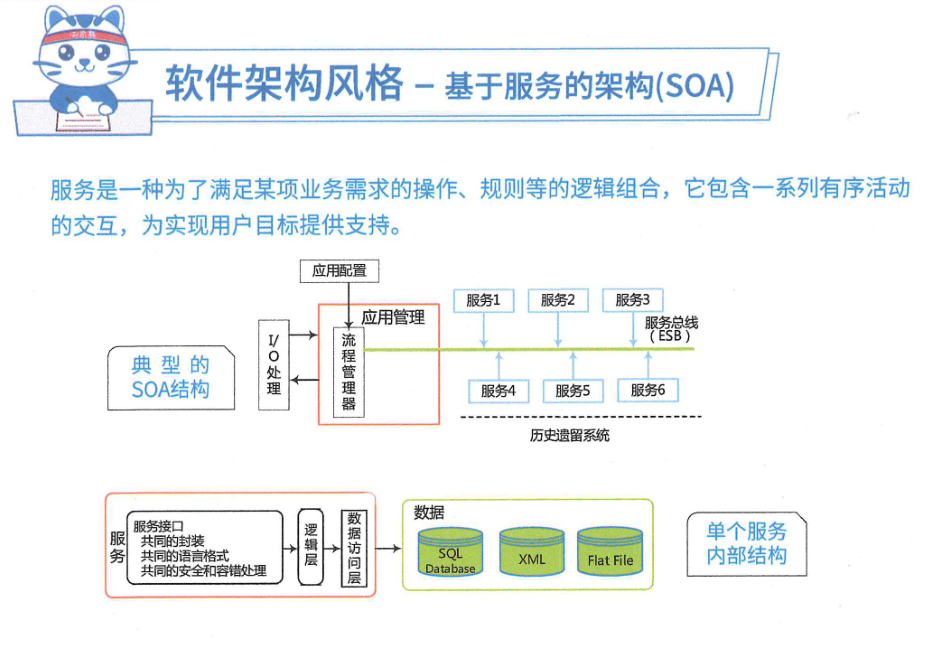 软件架构风格 – 基于服务的架构(SOA)
服务是一种为了满足某项业务需求的操作、规则等的逻辑组合，它包含一系列有序活动
的交互，为实现用户目标提供支持。
典型的
SOA结构
应用配置
I/O处理
应用管理
流程管理器
服务1
服务2
服务3
服务总线
（ESB）
服务4
服务5
服务6
历史遗留系统
服务
服务接口
共同的封装
共同的语言格式
共同的安全和容错处理
逻辑层
数据访问层
数据
SQL
Database
XML
Flat File
单个服务
内部结构